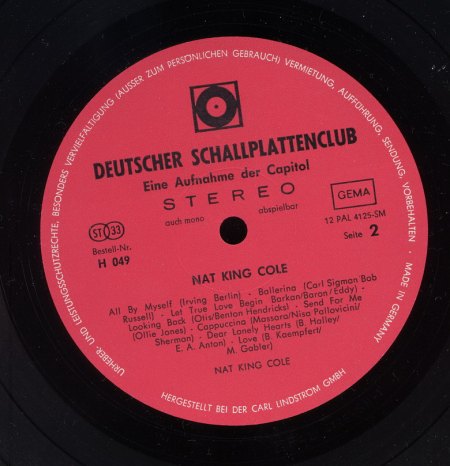 URHEBER- UND LEISTUNGSSCHUTZRECHTE, BESONDERS VERVIELFÄLTIGUNG (AUSSER ZUM PERSÖNLICHEN GEBRAUCH) VERMIETUNG, AUFFÜHRUNG, SENDUNG, VORBEHALTEN · MADE IN GERMANY
DEUTSCHER SCHALLPLATTENCLUB
Eine Aufnahme der Capitol
STEREO
auch mono abspielbar
GEMA
ST 33
12 PAL 4125-SM
Bestell-Nr.
H 049
Seite 2
NAT KING COLE
All By Myself (Irving Berlin) - Ballerina (Carl Sigman/Bob
Russell) - Let True Love Begin Barkan/Baran/Eddy) -
Looking Back (Otis/Benton Hendricks) - Send For Me
(Ollie Jones) - Cappuccina (Massara/Nisa Pallavicini/
Sherman) - Dear Lonely Hearts (B. Halley/
E. A. Anton) - Love (B. Kaempfert/
M. Gabler)
NAT KING COLE
HERGESTELLT BEI DER CARL LINDSTRÖM GMBH